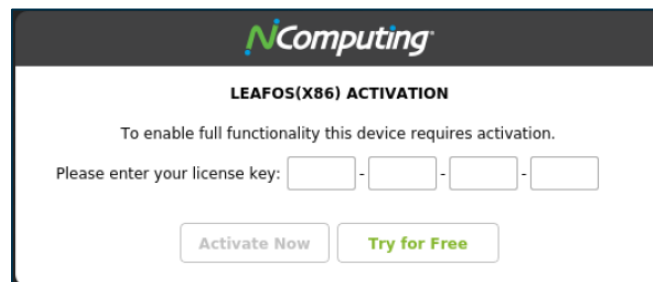 NComputing
LEAFOS(X86) ACTIVATION
To enable full functionality this device requires activation.
Please enter your license key: - - -
Activate Now Try for Free